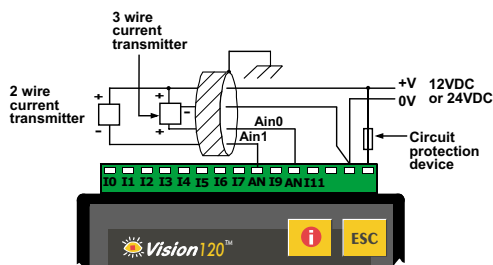 3 wire
current
transmitter
2 wire
current
transmitter
+
-
+
-
+
Ain0
Ain1
+V
0V
12VDC
or 24VDC
Circuit
protection
device
I0 I1 I2 I3 I4 I5 I6 I7 AN I9 AN I11
Vision120™
i
ESC